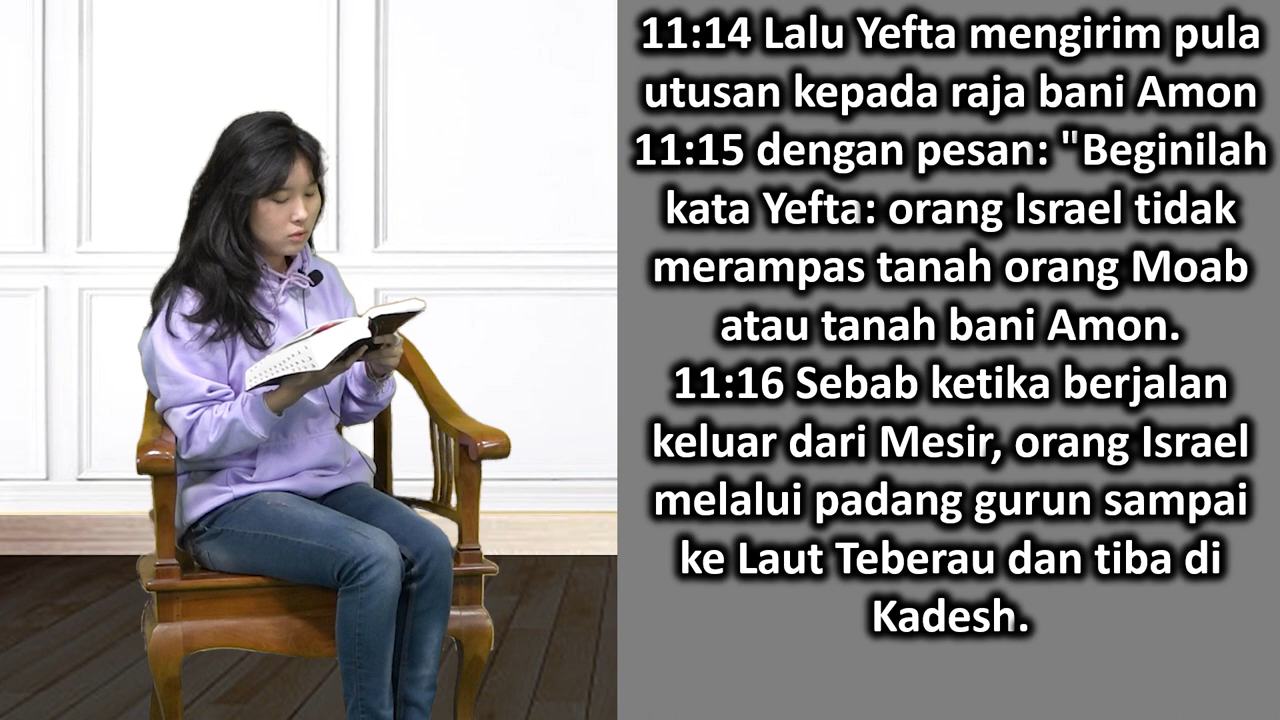 11:14 Lalu Yefta mengirim pula
utusan kepada raja bani Amon
11:15 dengan pesan: "Beginilah
kata Yefta: orang Israel tidak
merampas tanah orang Moab
atau tanah bani Amon.
11:16 Sebab ketika berjalan
keluar dari Mesir, orang Israel
melalui padang gurun sampai
ke Laut Teberau dan tiba di
Kadesh.